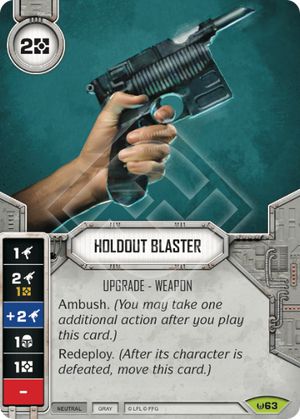 2
HOLDOUT BLASTER
UPGRADE - WEAPON
Ambush. (You may take one
additional action after you play
this card.)
Redeploy. (After its character is
defeated, move this card.)
1
2
1
+2
1
1
-
NEUTRAL GRAY © LFL © FFG
63